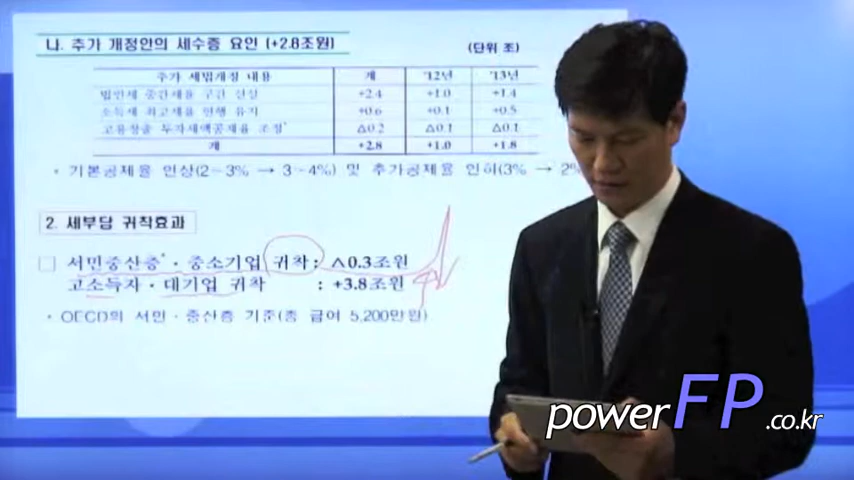 나. 추가 개정안의 세수증 요인 [+2.8조원]
(단위 조)
추가 세법개정 내용 계 '12년 '13년
법인세 중간세율 구간 신설 +2.4 +1.0 +1.4
소득세 최고세율 현행 유지 +0.6 +0.1 +0.5
고용창출 투자세액공제율 조정* △0.2 △0.1 △0.1
계 +2.8 +1.0 +1.8
* 기본공제율 인상(2~3% → 3~4%) 및 추가공제율 인하(3% → 2%
2. 세부담 귀착효과
□ 서민중산층*·중소기업 귀착 : △0.3조원
고소득자·대기업 귀착 : +3.8조원
* OECD의 서민·중산층 기준(총 급여 5,200만원)
powerFP.co.kr